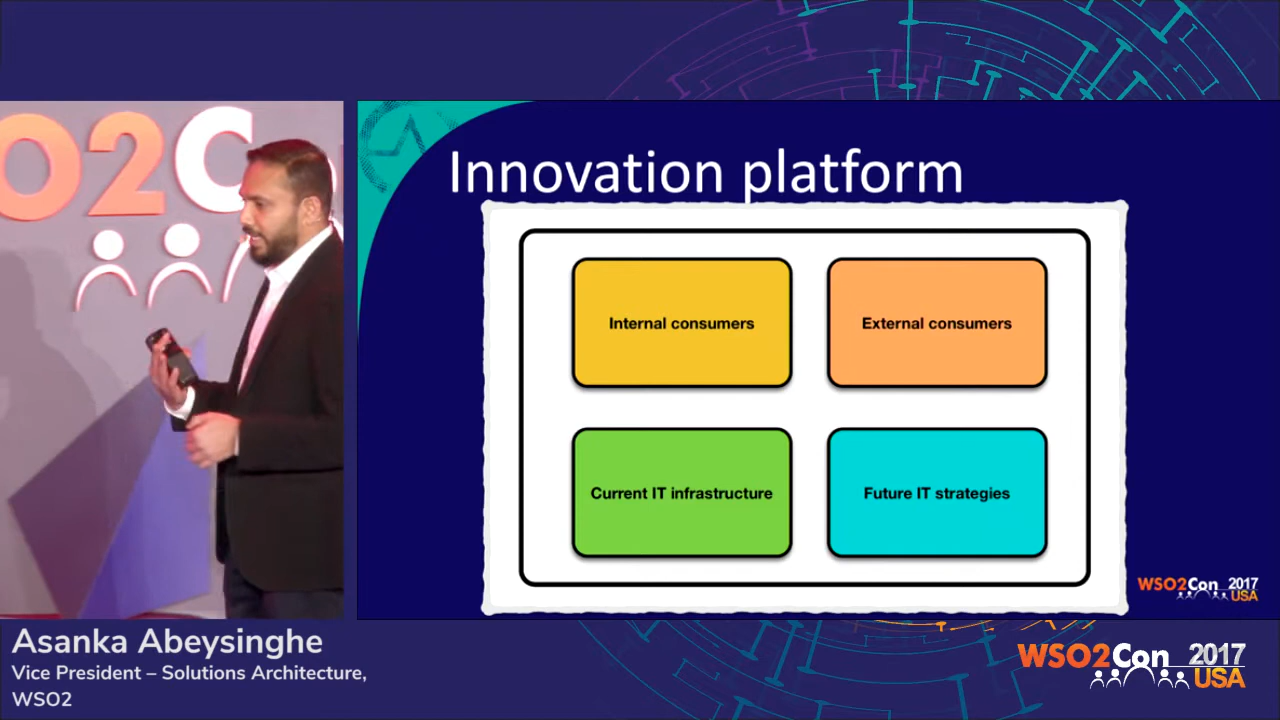 O2Co
Innovation platform
Internal consumers
External consumers
Current IT infrastructure
Future IT strategies
WSO2Con 2017
USA
Asanka Abeysinghe
Vice President – Solutions Architecture,
WSO2
WSO2Con 2017
USA